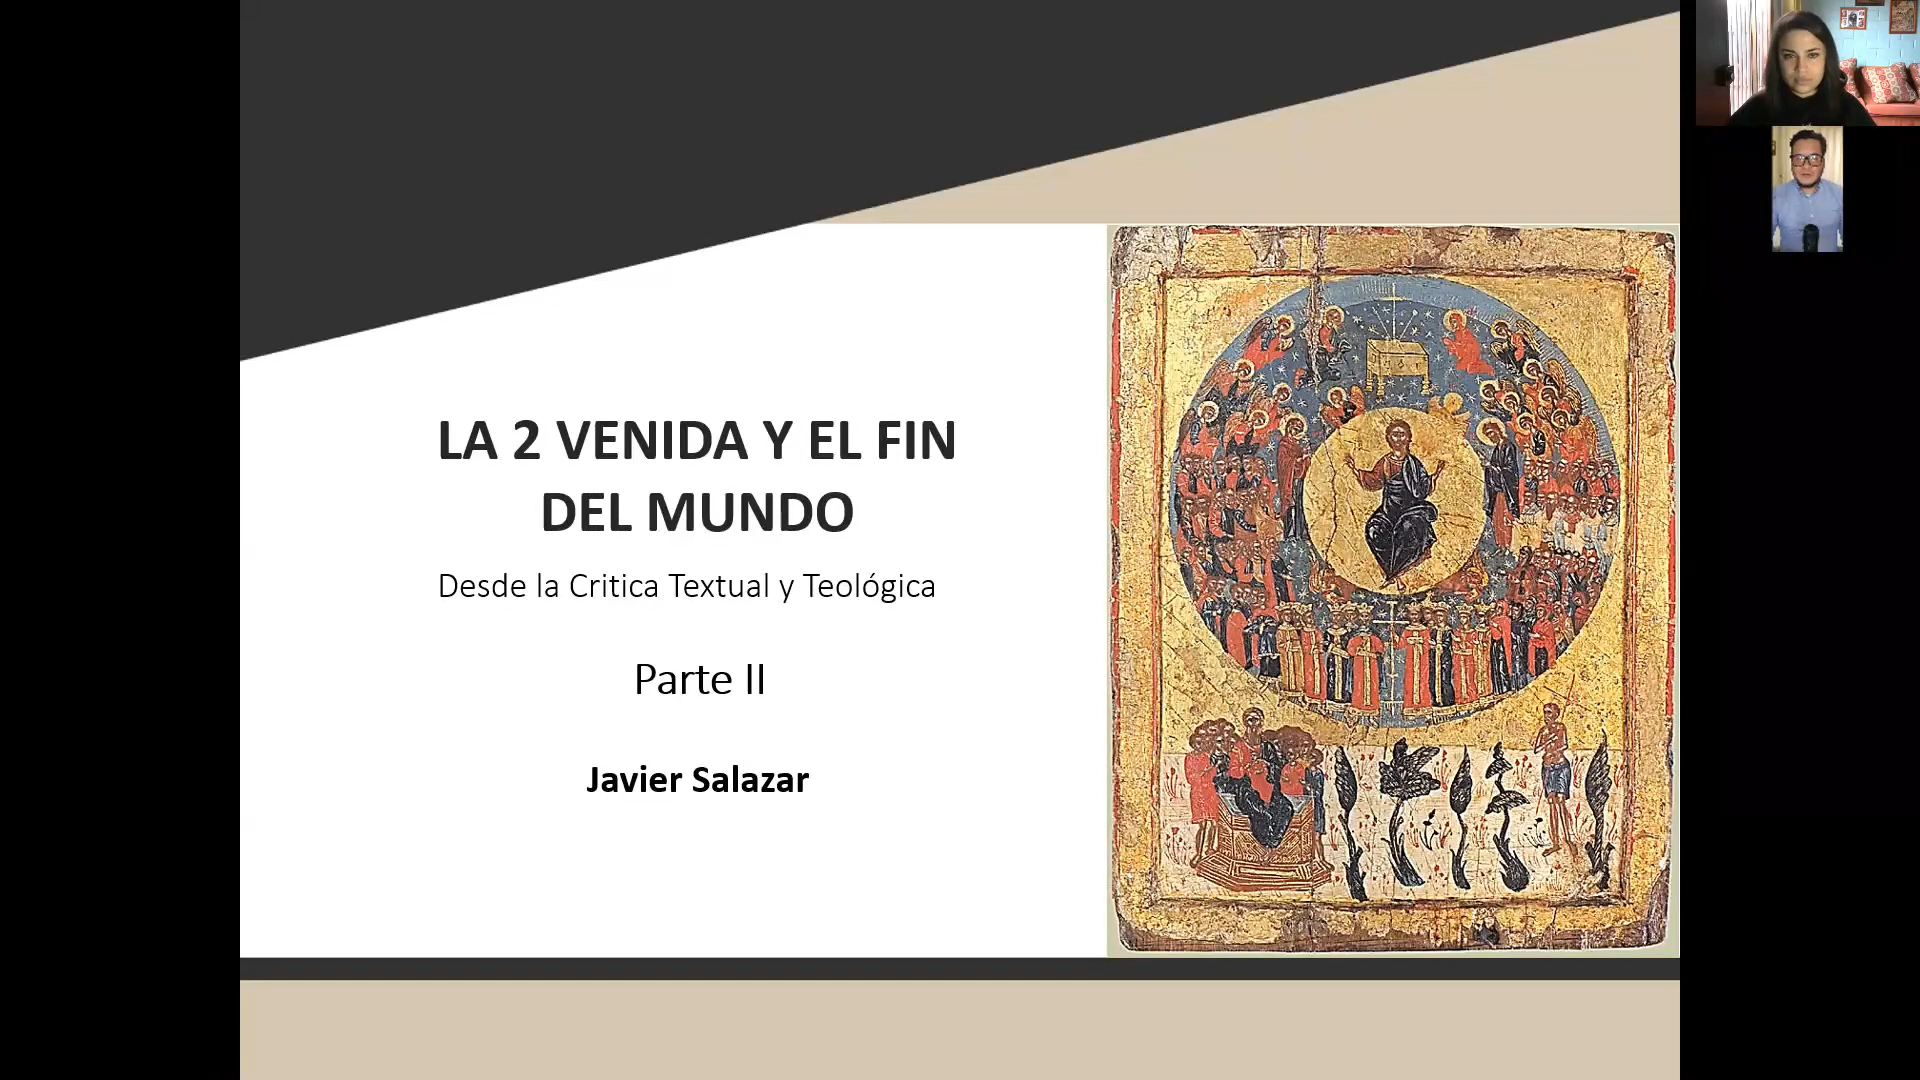 LA 2 VENIDA Y EL FIN
DEL MUNDO
Desde la Critica Textual y Teológica
Parte II
Javier Salazar